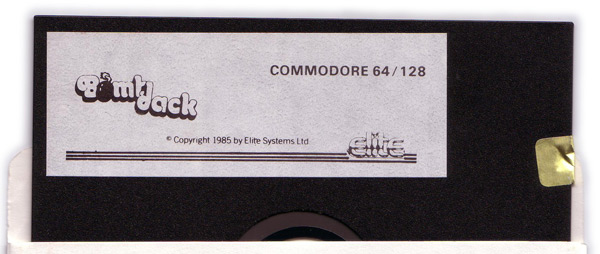 COMMODORE 64/128
Bomb
Jack
© Copyright 1985 by Elite Systems Ltd
elite